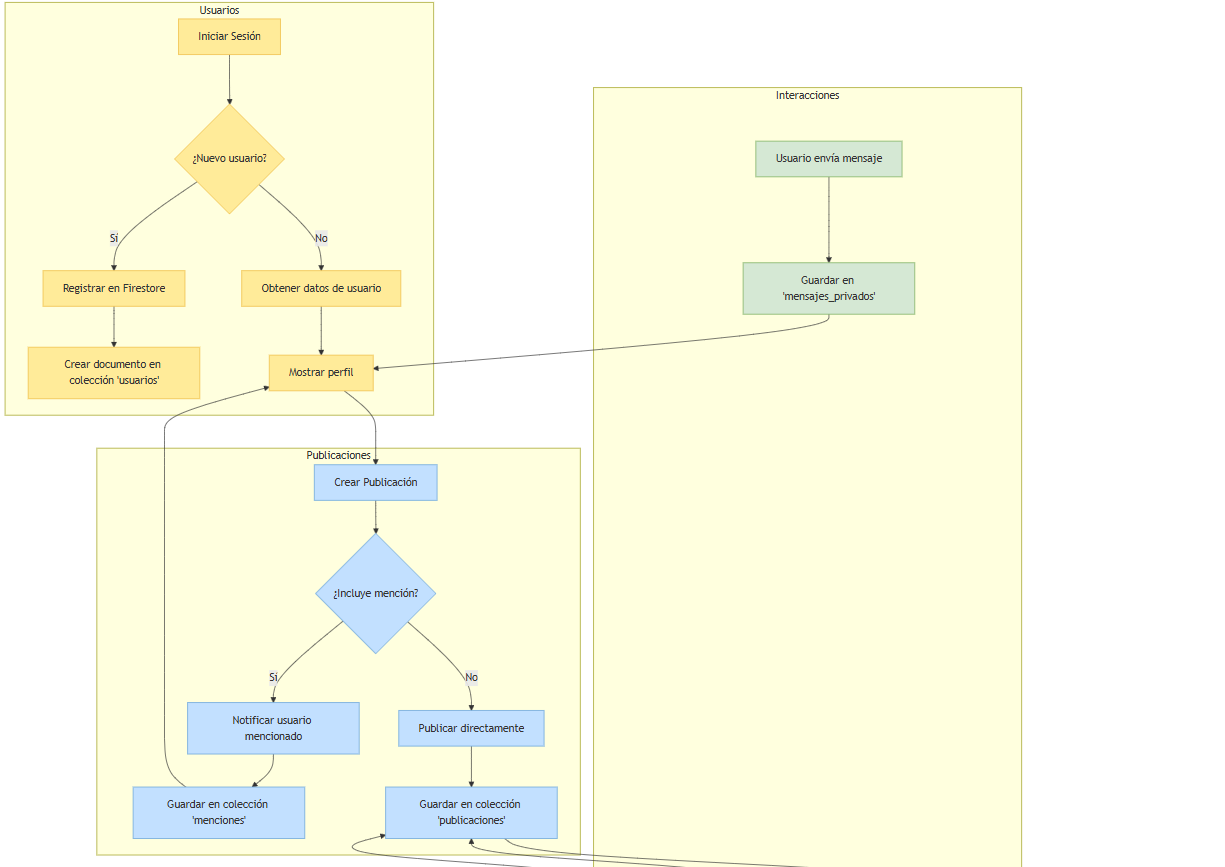 Usuarios
Iniciar Sesión
¿Nuevo usuario?
Sí
No
Registrar en Firestore
Obtener datos de usuario
Crear documento en
colección 'usuarios'
Mostrar perfil
Interacciones
Usuario envía mensaje
Guardar en
'mensajes_privados'
Publicaciones
Crear Publicación
¿Incluye mención?
Sí
No
Notificar usuario
mencionado
Publicar directamente
Guardar en colección
'menciones'
Guardar en colección
'publicaciones'